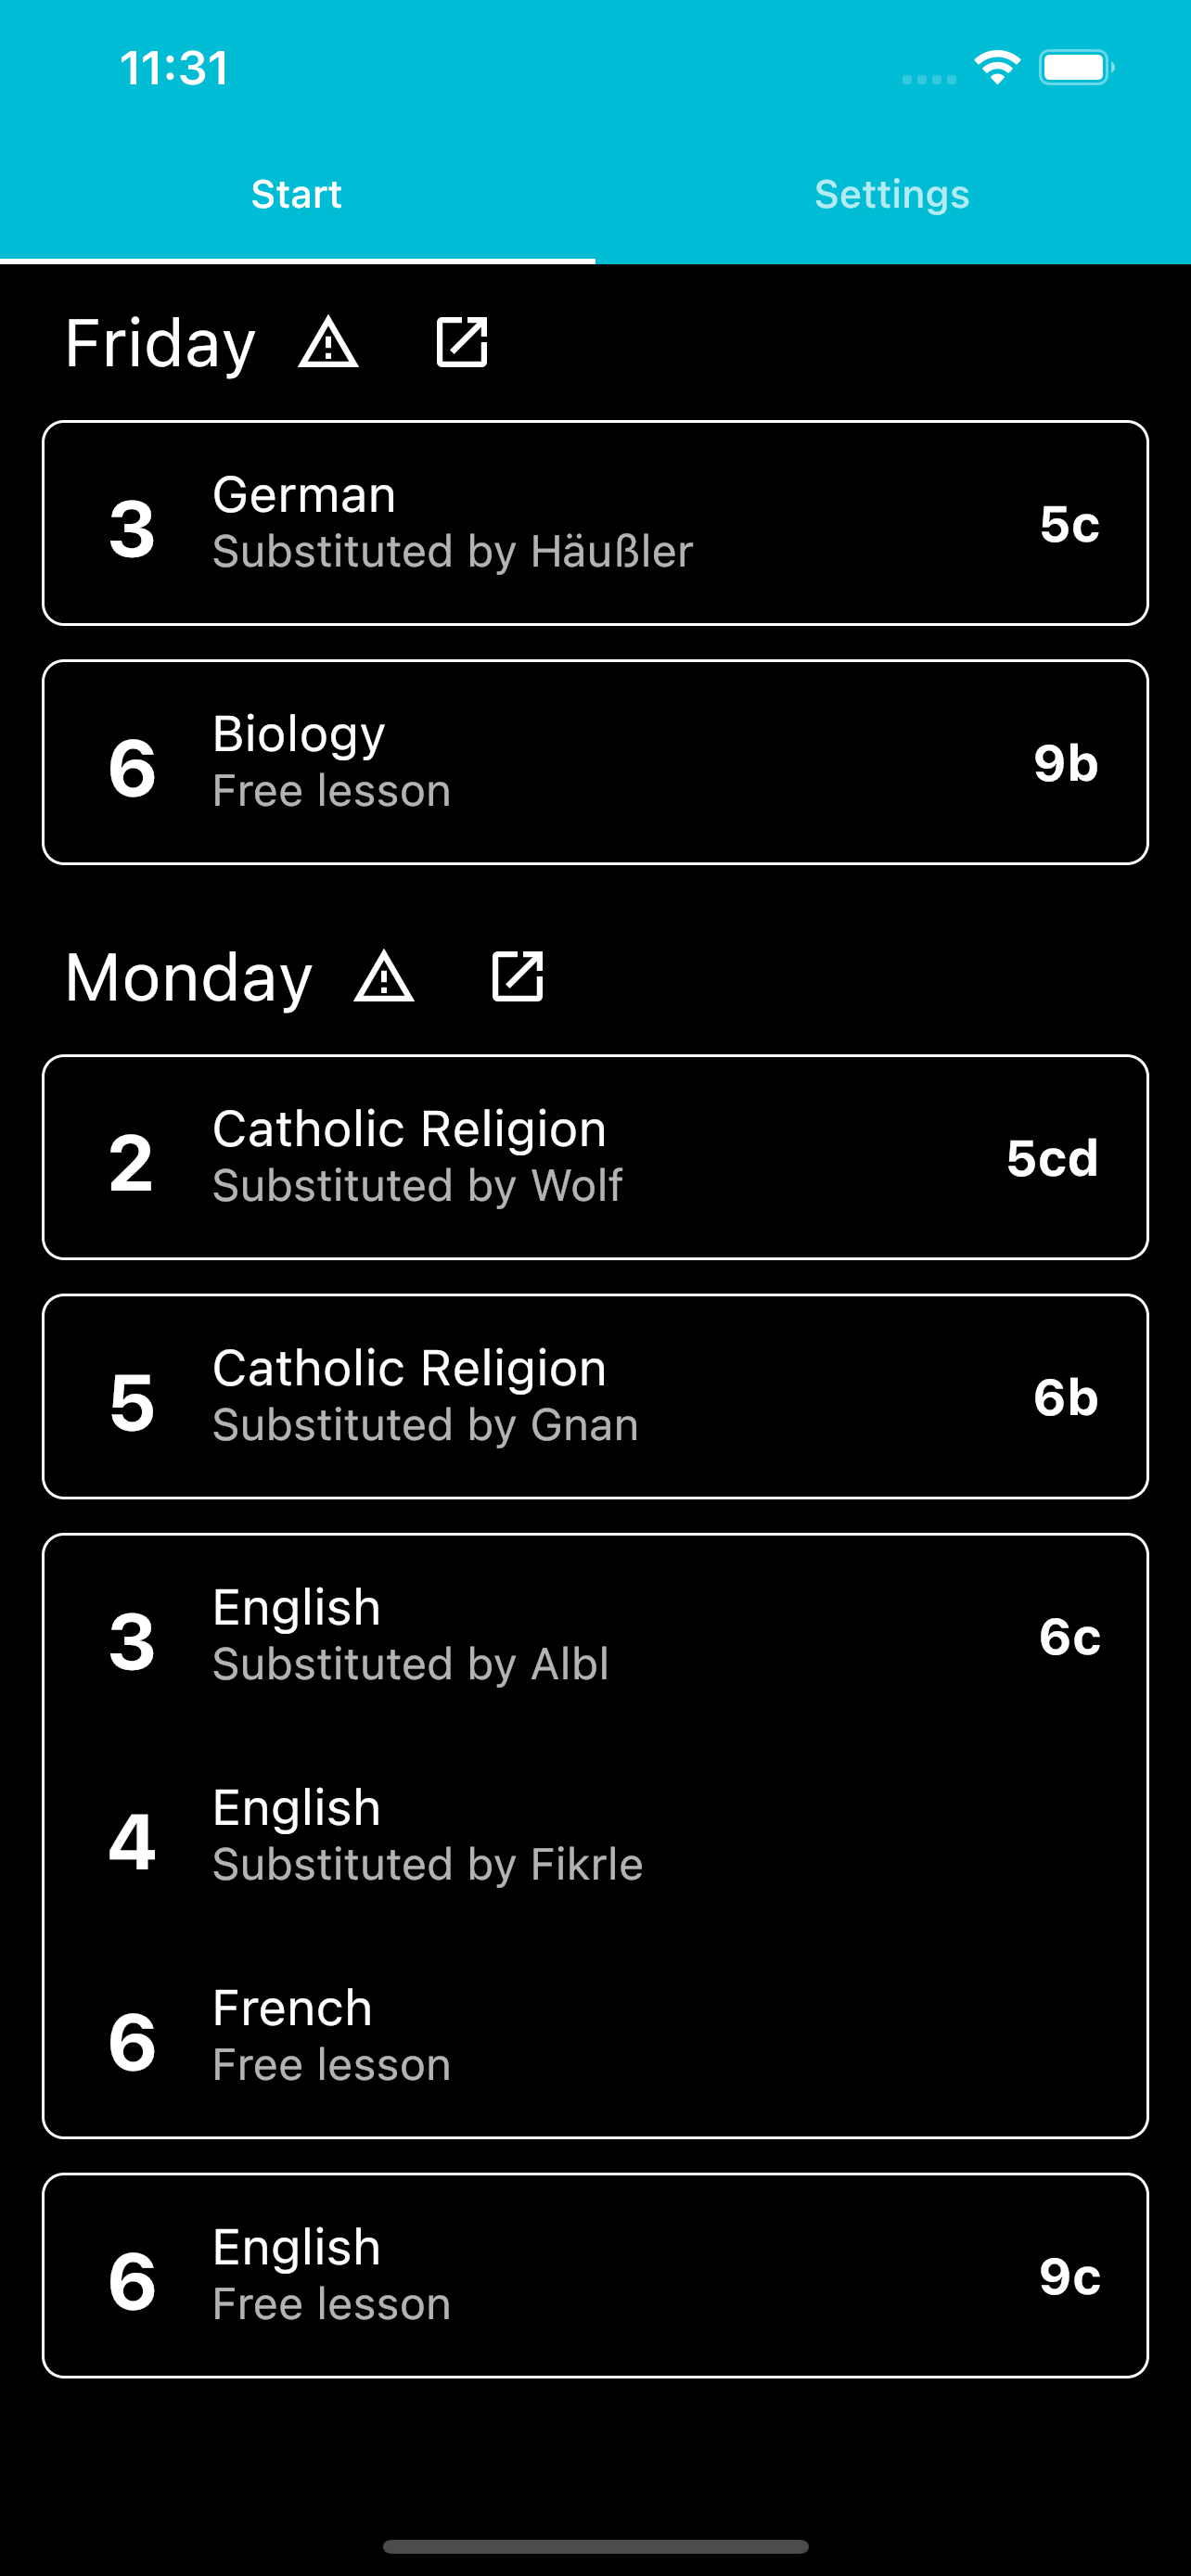 11:31
Start
Settings
Friday
3
German
Substituted by Häußler
5c
6
Biology
Free lesson
9b
Monday
2
Catholic Religion
Substituted by Wolf
5cd
5
Catholic Religion
Substituted by Gnan
6b
3
English
Substituted by Albl
6c
4
English
Substituted by Fikrle
6
French
Free lesson
6
English
Free lesson
9c